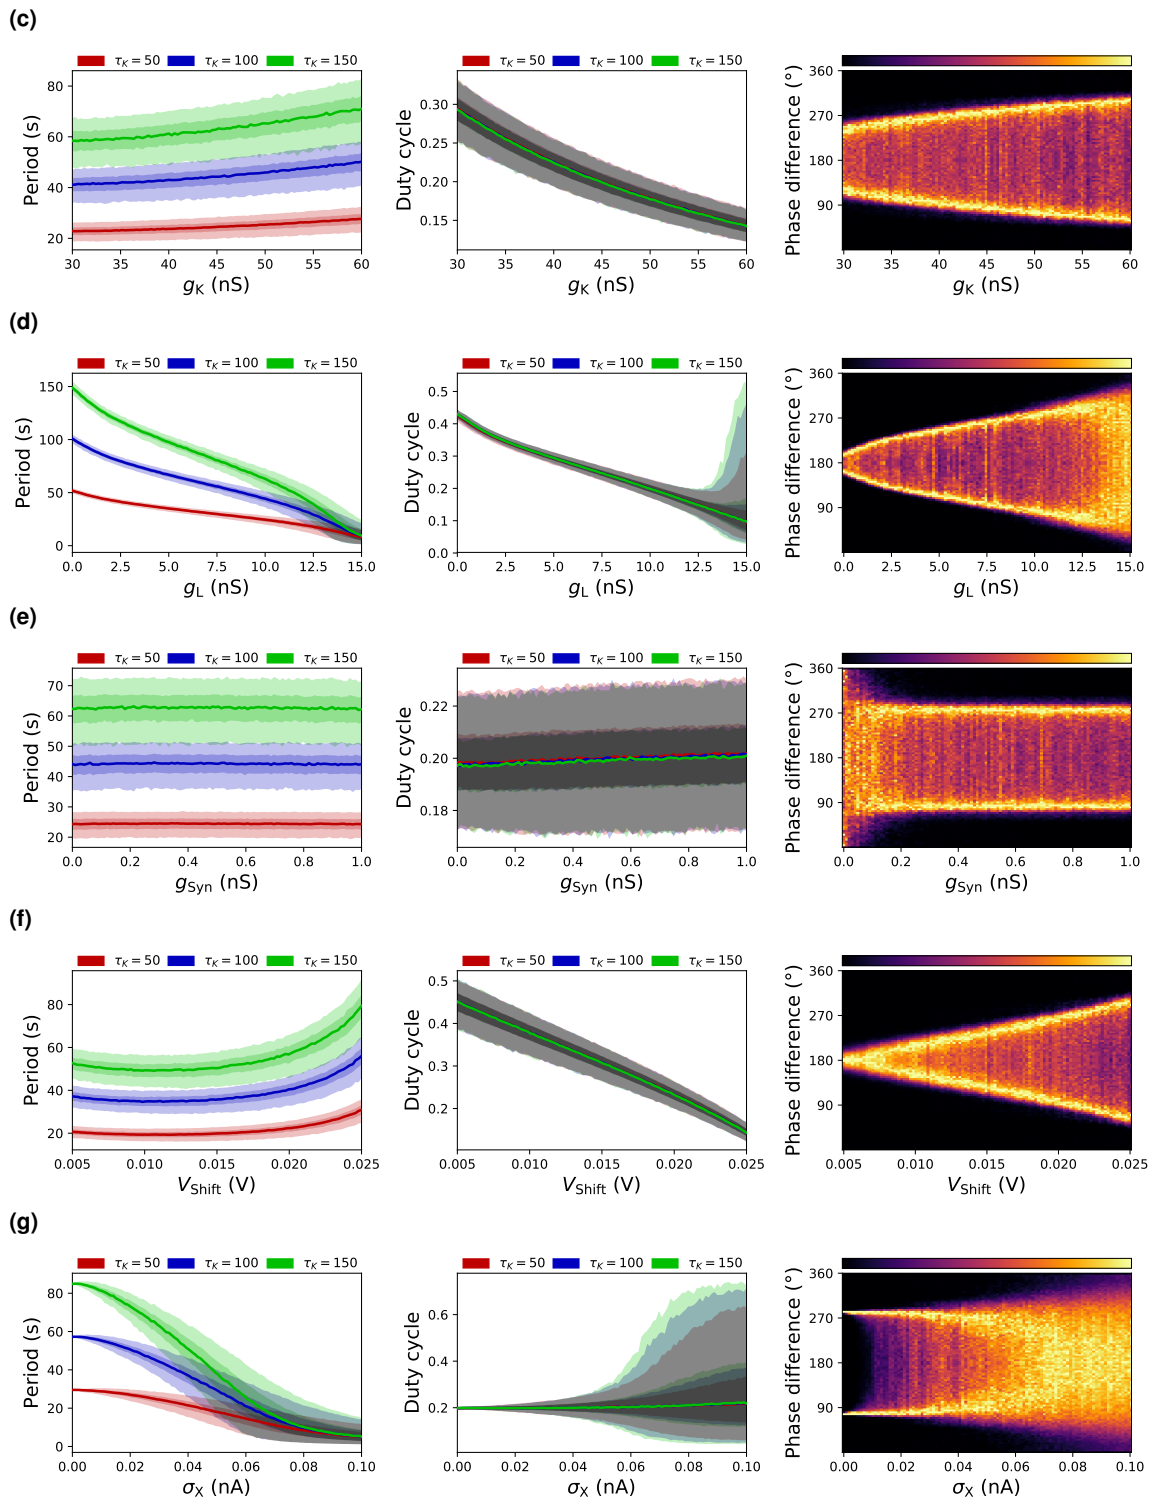 (c)
τK = 50 τK = 100 τK = 150
Period (s)
80
60
40
20
30 35 40 45 50 55 60
gK (nS)
τK = 50 τK = 100 τK = 150
Duty cycle
0.30
0.25
0.20
0.15
30 35 40 45 50 55 60
gK (nS)
Phase difference (°)
360
270
180
90
30 35 40 45 50 55 60
gK (nS)
(d)
τK = 50 τK = 100 τK = 150
Period (s)
150
100
50
0
0.0 2.5 5.0 7.5 10.0 12.5 15.0
gL (nS)
τK = 50 τK = 100 τK = 150
Duty cycle
0.5
0.4
0.3
0.2
0.1
0.0
0.0 2.5 5.0 7.5 10.0 12.5 15.0
gL (nS)
Phase difference (°)
360
270
180
90
0.0 2.5 5.0 7.5 10.0 12.5 15.0
gL (nS)
(e)
τK = 50 τK = 100 τK = 150
Period (s)
70
60
50
40
30
20
0.0 0.2 0.4 0.6 0.8 1.0
gSyn (nS)
τK = 50 τK = 100 τK = 150
Duty cycle
0.22
0.20
0.18
0.0 0.2 0.4 0.6 0.8 1.0
gSyn (nS)
Phase difference (°)
360
270
180
90
0.0 0.2 0.4 0.6 0.8 1.0
gSyn (nS)
(f)
τK = 50 τK = 100 τK = 150
Period (s)
80
60
40
20
0.005 0.010 0.015 0.020 0.025
VShift (V)
τK = 50 τK = 100 τK = 150
Duty cycle
0.5
0.4
0.3
0.2
0.005 0.010 0.015 0.020 0.025
VShift (V)
Phase difference (°)
360
270
180
90
0.005 0.010 0.015 0.020 0.025
VShift (V)
(g)
τK = 50 τK = 100 τK = 150
Period (s)
80
60
40
20
0
0.00 0.02 0.04 0.06 0.08 0.10
σX (nA)
τK = 50 τK = 100 τK = 150
Duty cycle
0.6
0.4
0.2
0.00 0.02 0.04 0.06 0.08 0.10
σX (nA)
Phase difference (°)
360
270
180
90
0.00 0.02 0.04 0.06 0.08 0.10
σX (nA)